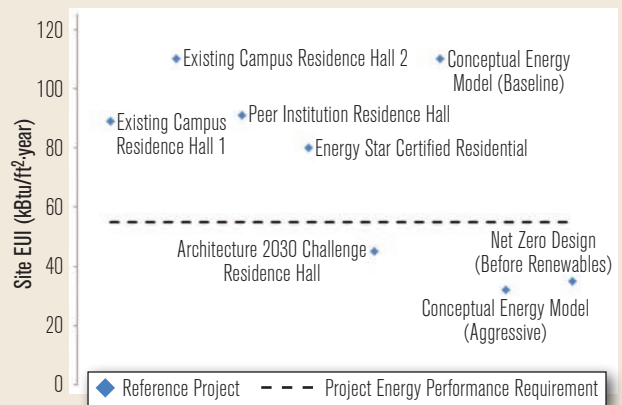 Site EUI (kBtu/ft²·year)
120
100
80
60
40
20
0
Existing Campus Residence Hall 2
Conceptual Energy
Model (Baseline)
Existing Campus
Residence Hall 1
Peer Institution Residence Hall
Energy Star Certified Residential
Architecture 2030 Challenge
Residence Hall
Net Zero Design
(Before Renewables)
Conceptual Energy Model
(Aggressive)
Reference Project
Project Energy Performance Requirement